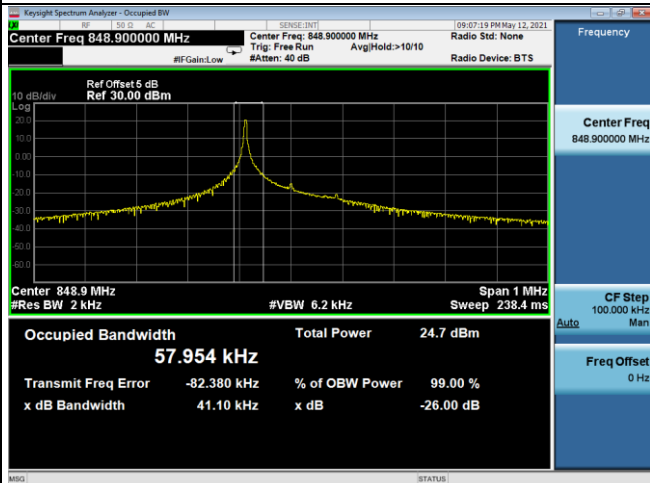 Keysight Spectrum Analyzer - Occupied BW
RF 50 Ω AC SENSE:INT 09:07:19 PM May 12, 2021
Center Freq 848.900000 MHz
Center Freq: 848.900000 MHz Radio Std: None
Trig: Free Run Avg|Hold:>10/10
#IFGain:Low #Atten: 40 dB Radio Device: BTS
Ref Offset 5 dB
10 dB/div Ref 30.00 dBm
Log
20.0
10.0
0.00
-10.0
-20.0
-30.0
-40.0
-50.0
-60.0
Center 848.9 MHz Span 1 MHz
#Res BW 2 kHz #VBW 6.2 kHz Sweep 238.4 ms
Occupied Bandwidth Total Power 24.7 dBm
57.954 kHz
Transmit Freq Error -82.380 kHz % of OBW Power 99.00 %
x dB Bandwidth 41.10 kHz x dB -26.00 dB
MSG STATUS
Frequency
Center Freq
848.900000 MHz
CF Step
100.000 kHz
Auto Man
Freq Offset
0 Hz